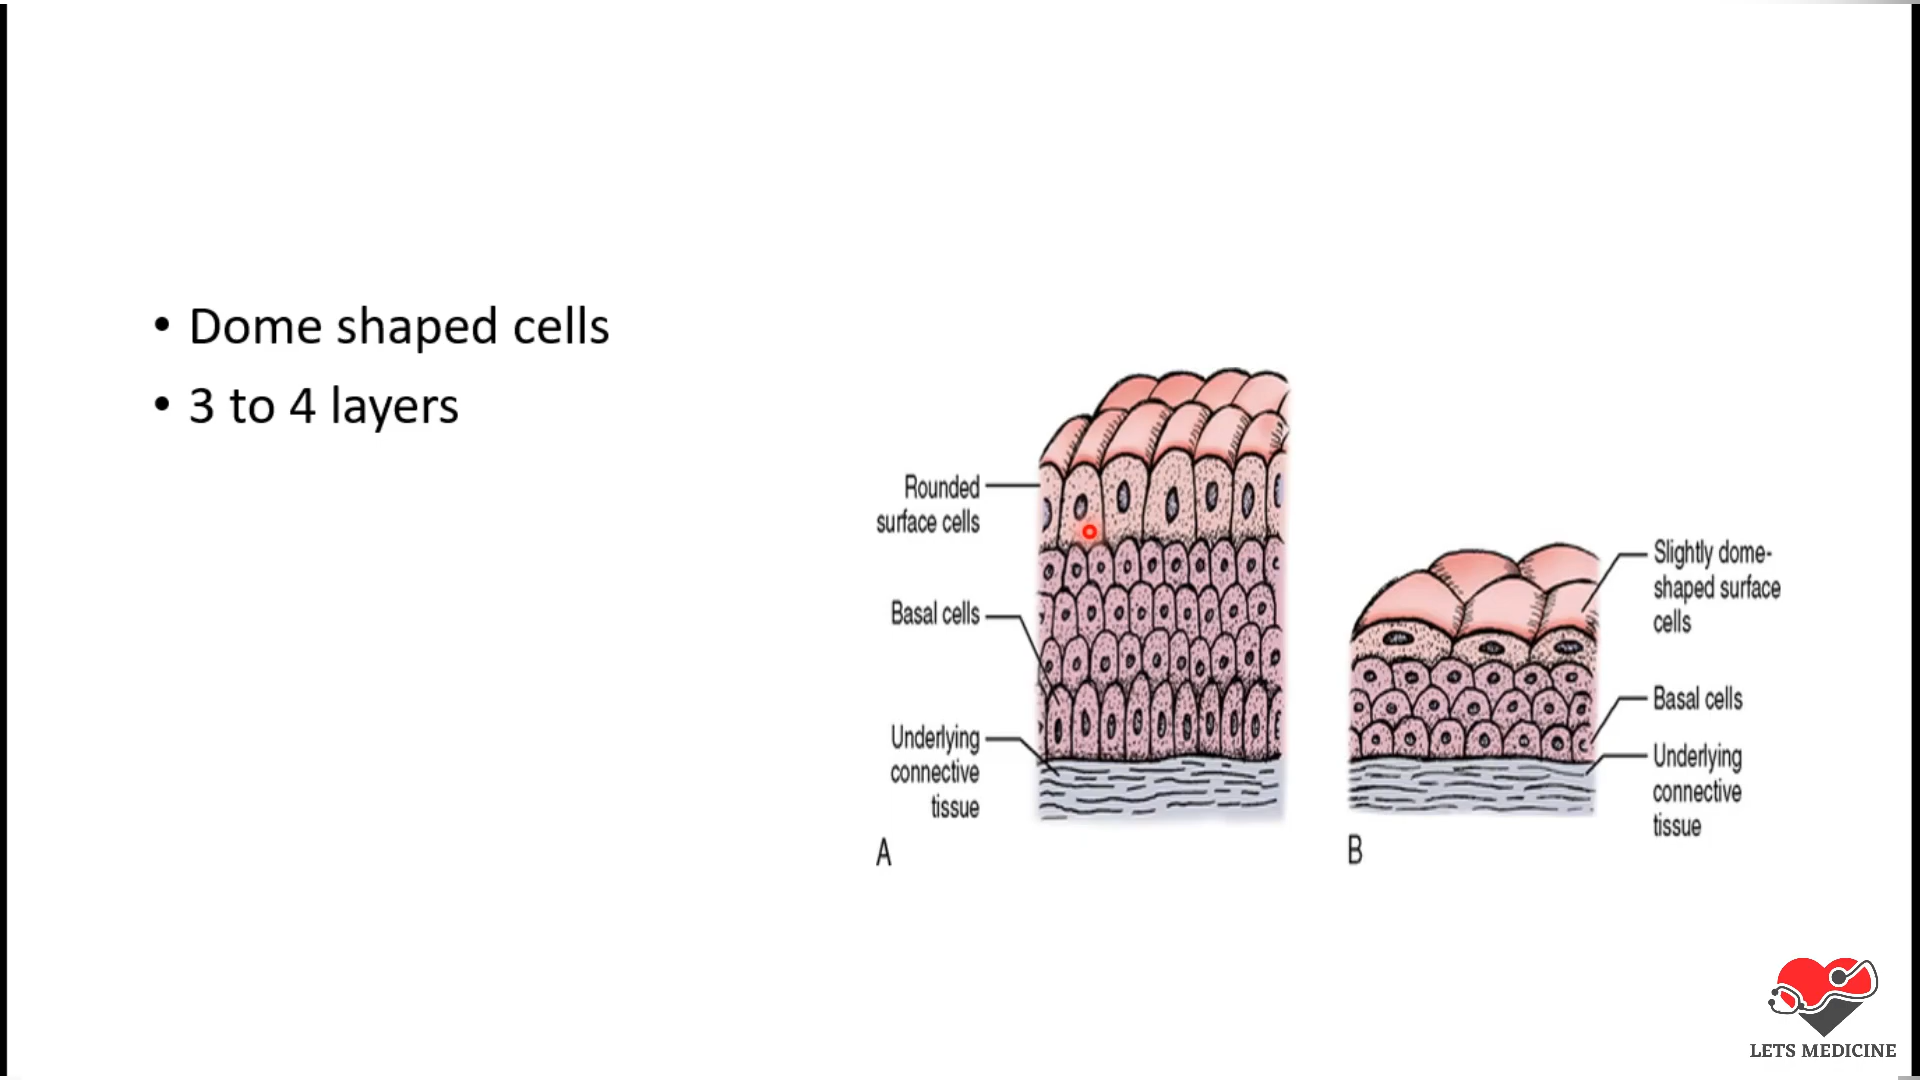 • Dome shaped cells
• 3 to 4 layers
Rounded
surface cells
Basal cells
Underlying
connective
tissue
A
Slightly dome-
shaped surface
cells
Basal cells
Underlying
connective
tissue
B
LETS MEDICINE